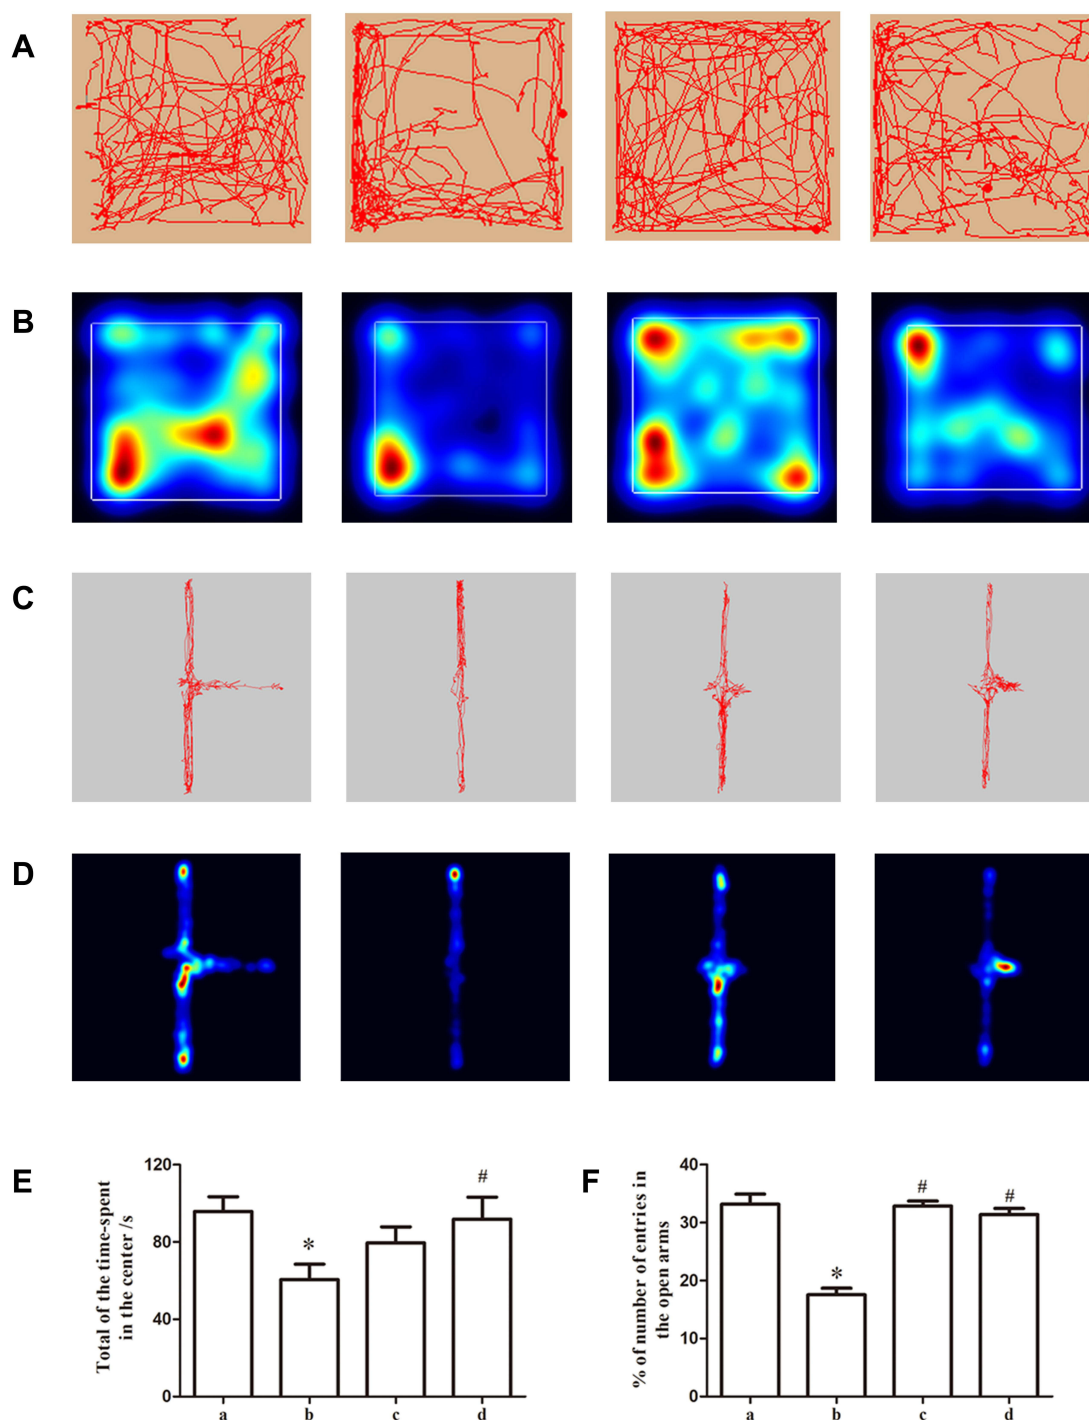 A
B
C
D
E
Total of the time-spent
in the center /s
120
80
40
0
*
#
a b c d
F
% of number of entries in
the open arms
40
30
20
10
0
*
#
#
a b c d